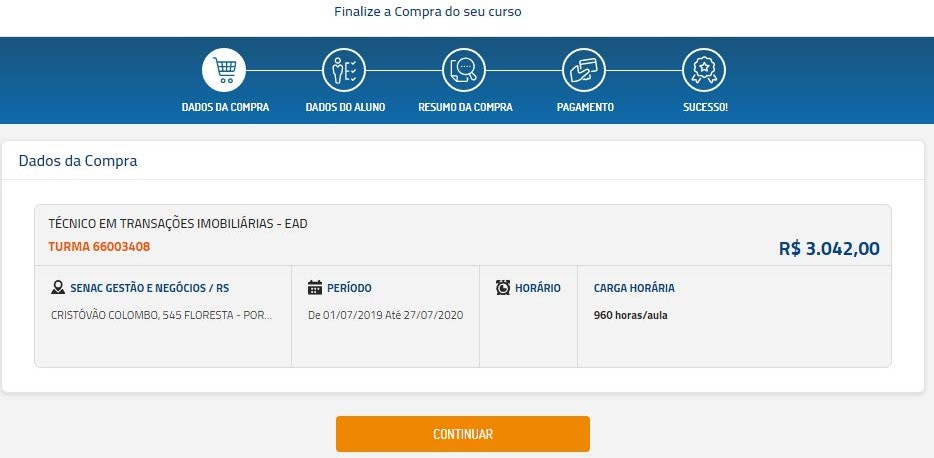 Finalize a Compra do seu curso
DADOS DA COMPRA
DADOS DO ALUNO
RESUMO DA COMPRA
PAGAMENTO
SUCESSO!
Dados da Compra
TÉCNICO EM TRANSAÇÕES IMOBILIÁRIAS - EAD
TURMA 66003408
R$ 3.042,00
SENAC GESTÃO E NEGÓCIOS / RS
CRISTÓVÃO COLOMBO, 545 FLORESTA - POR...
PERÍODO
De 01/07/2019 Até 27/07/2020
HORÁRIO
CARGA HORÁRIA
960 horas/aula
CONTINUAR